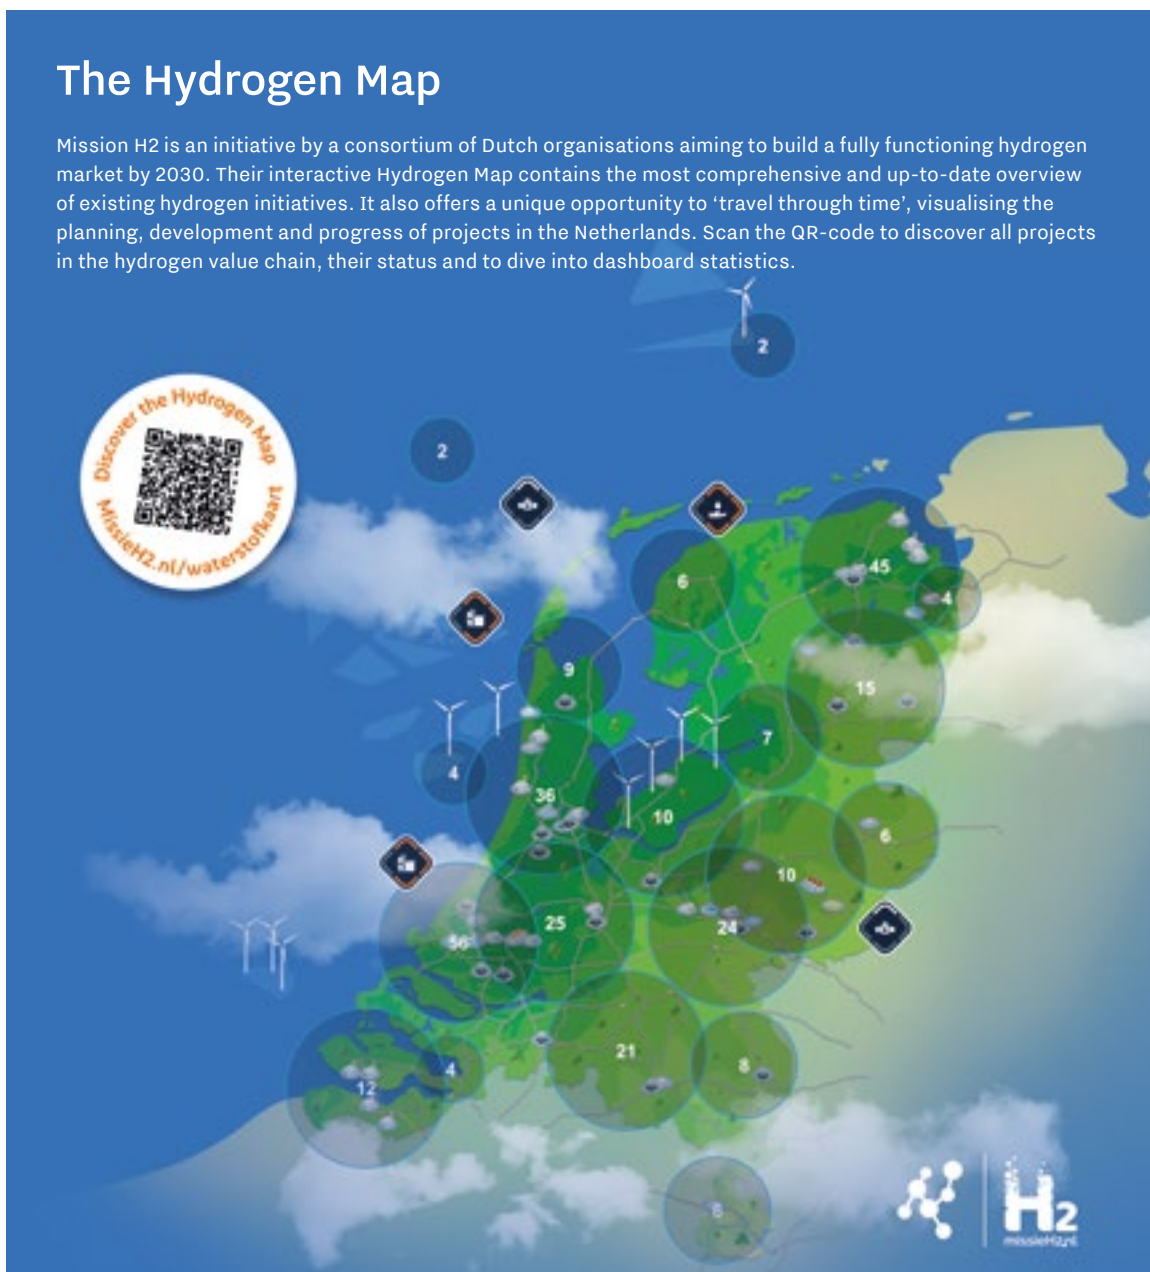 The Hydrogen Map
Mission H2 is an initiative by a consortium of Dutch organisations aiming to build a fully functioning hydrogen
market by 2030. Their interactive Hydrogen Map contains the most comprehensive and up-to-date overview
of existing hydrogen initiatives. It also offers a unique opportunity to ‘travel through time’, visualising the
planning, development and progress of projects in the Netherlands. Scan the QR-code to discover all projects
in the hydrogen value chain, their status and to dive into dashboard statistics.
2
Discover the Hydrogen Map
MissieH2.nl/waterstofkaart
2
45
6
4
9
15
7
4
36
10
6
10
25
24
56
21
8
4
12
H2
missieH2.nl